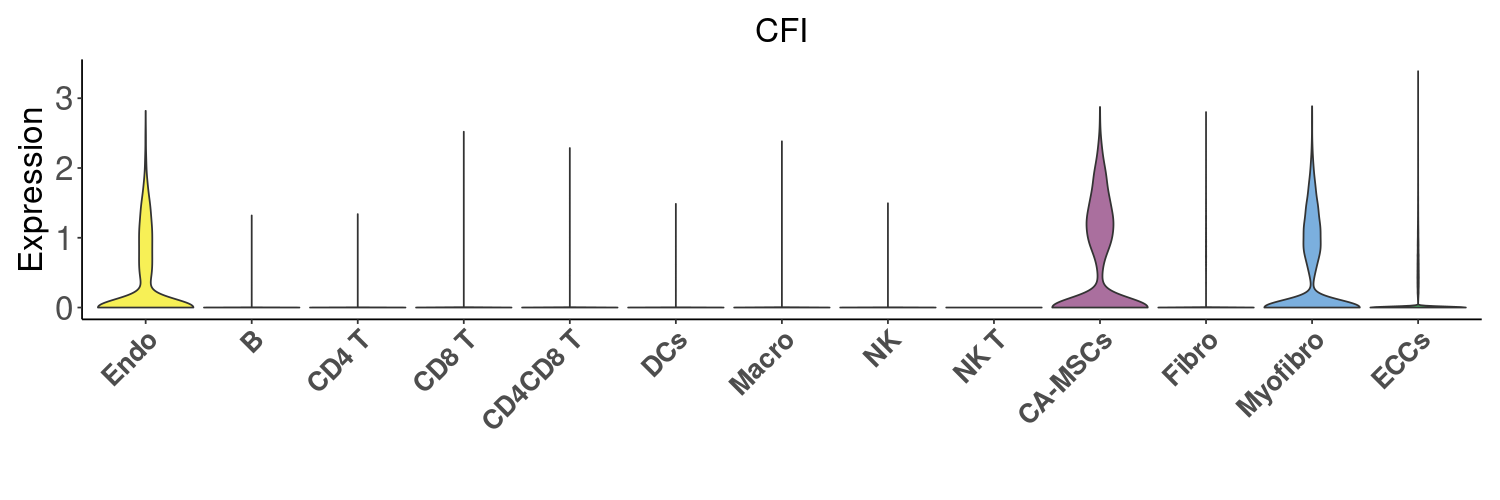 CFI
Expression
3
2
1
0
Endo
B
CD4 T
CD8 T
CD4CD8 T
DCs
Macro
NK
NK T
CA-MSCs
Fibro
Myofibro
ECCs